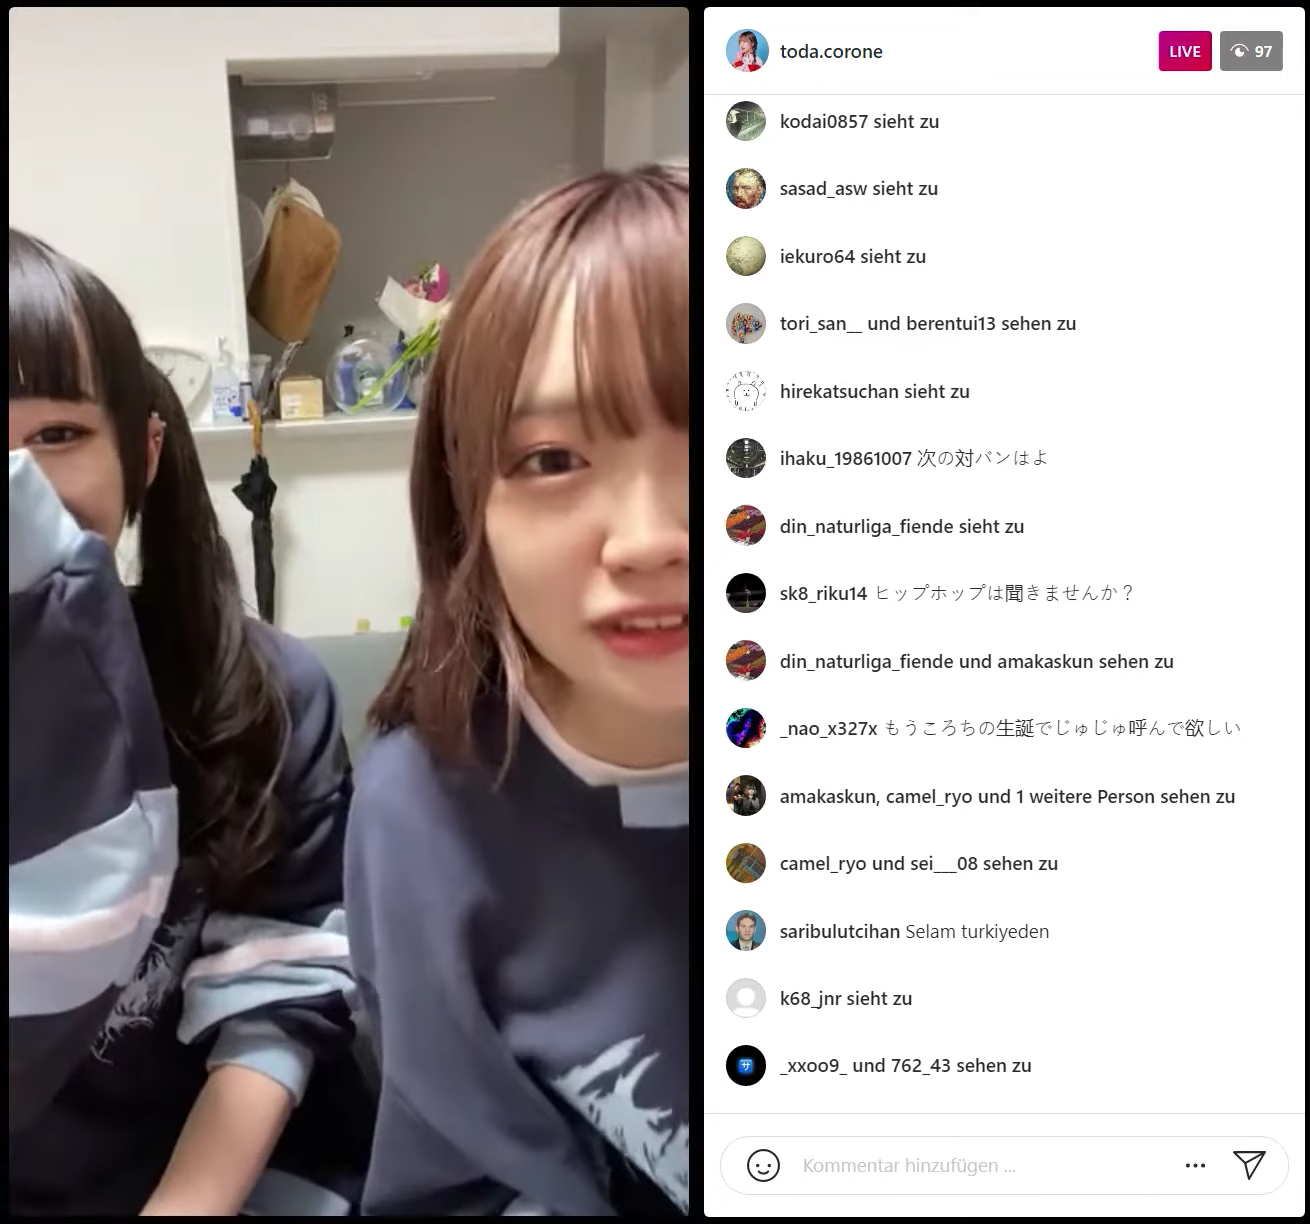 toda.corone
LIVE
97
kodai0857 sieht zu
sasad_asw sieht zu
iekuro64 sieht zu
tori_san__ und berentui13 sehen zu
hirekatsuchan sieht zu
ihaku_19861007 次の対バンはよ
din_naturliga_fiende sieht zu
sk8_riku14 ヒップホップは聞きませんか？
din_naturliga_fiende und amakaskun sehen zu
_nao_x327x もうころちの生誕でじゅじゅ呼んで欲しい
amakaskun, camel_ryo und 1 weitere Person sehen zu
camel_ryo und sei___08 sehen zu
saribulutcihan Selam turkiyeden
k68_jnr sieht zu
サ
_xxoo9_ und 762_43 sehen zu
Kommentar hinzufügen ...